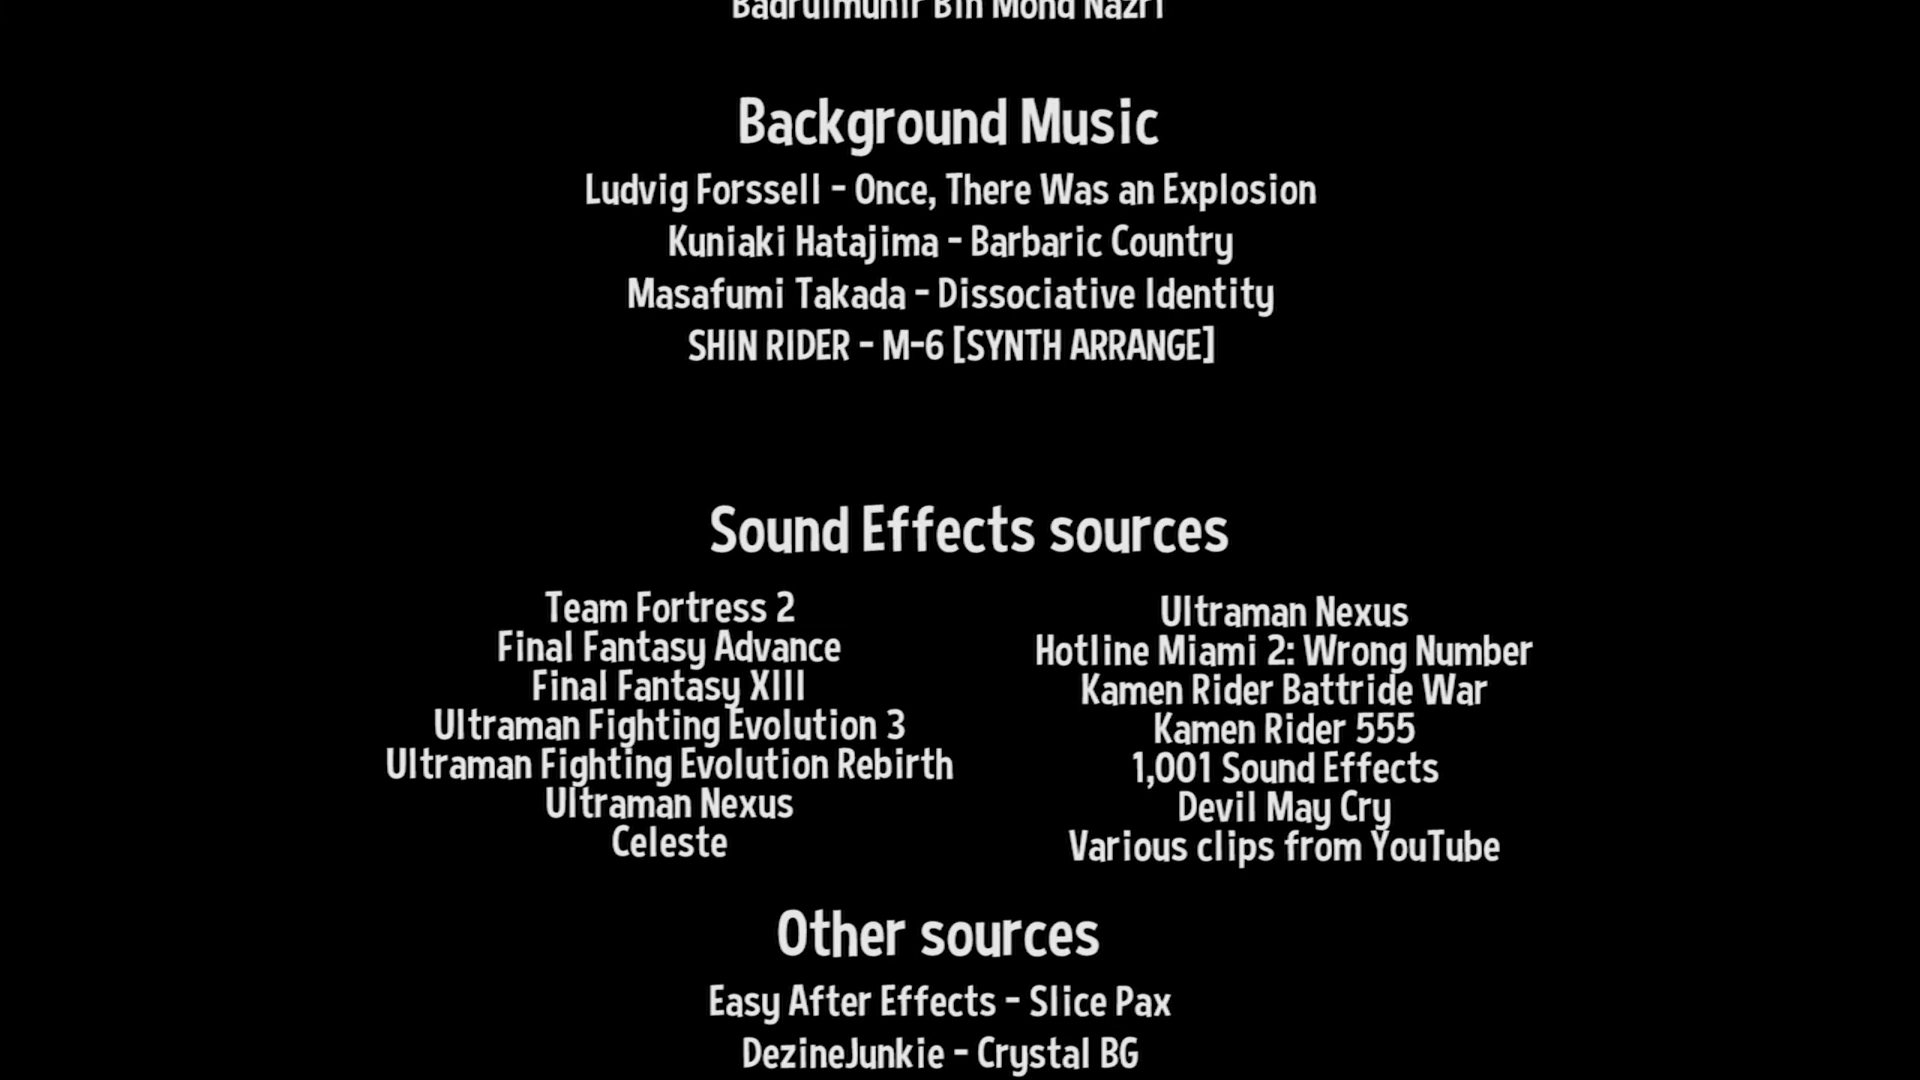 Badrulmunir Bin Mohd Nazri
Background Music
Ludvig Forssell - Once, There Was an Explosion
Kuniaki Hatajima - Barbaric Country
Masafumi Takada - Dissociative Identity
SHIN RIDER - M-6 [SYNTH ARRANGE]
Sound Effects sources
Team Fortress 2
Final Fantasy Advance
Final Fantasy XIII
Ultraman Fighting Evolution 3
Ultraman Fighting Evolution Rebirth
Ultraman Nexus
Celeste
Ultraman Nexus
Hotline Miami 2: Wrong Number
Kamen Rider Battride War
Kamen Rider 555
1,001 Sound Effects
Devil May Cry
Various clips from YouTube
Other sources
Easy After Effects - Slice Pax
DezineJunkie - Crystal BG